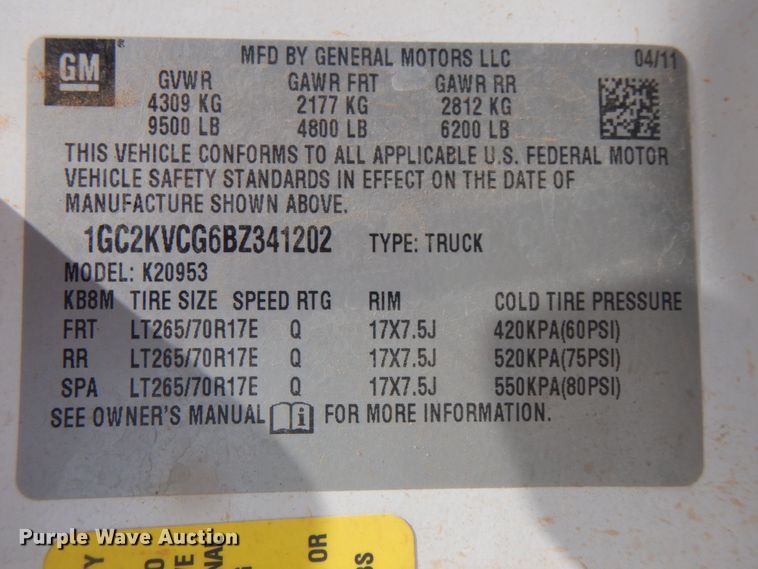 GM ® MFD BY GENERAL MOTORS LLC 04/11
GVWR GAWR FRT GAWR RR
4309 KG 2177 KG 2812 KG
9500 LB 4800 LB 6200 LB
THIS VEHICLE CONFORMS TO ALL APPLICABLE U.S. FEDERAL MOTOR
VEHICLE SAFETY STANDARDS IN EFFECT ON THE DATE OF
MANUFACTURE SHOWN ABOVE.
1GC2KVCG6BZ341202 TYPE: TRUCK
MODEL: K20953
KB8M TIRE SIZE SPEED RTG RIM COLD TIRE PRESSURE
FRT LT265/70R17E Q 17X7.5J 420KPA(60PSI)
RR LT265/70R17E Q 17X7.5J 520KPA(75PSI)
SPA LT265/70R17E Q 17X7.5J 550KPA(80PSI)
SEE OWNER'S MANUAL i FOR MORE INFORMATION.
Purple Wave Auction
OR